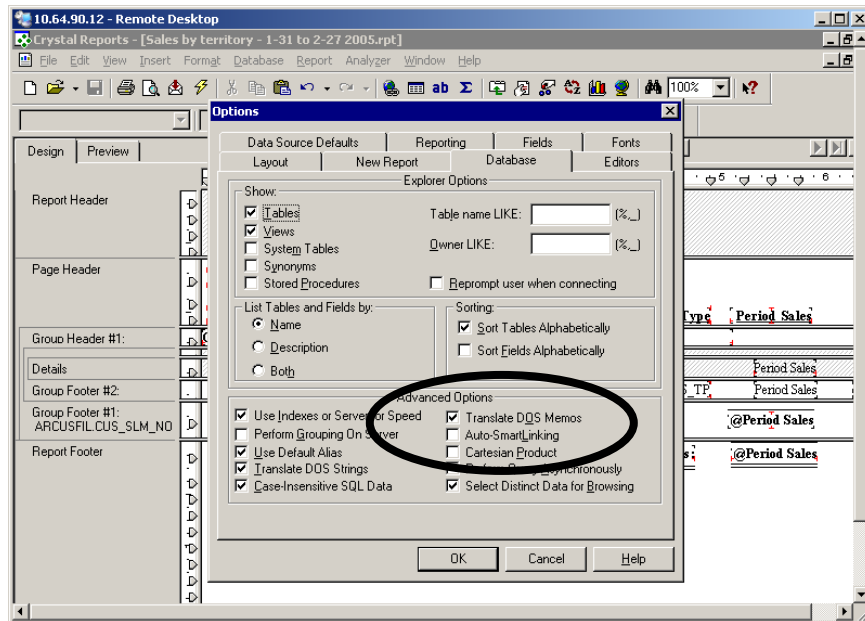 10.64.90.12 - Remote Desktop
Crystal Reports - [Sales by territory - 1-31 to 2-27 2005.rpt]
File Edit View Insert Format Database Report Analyzer Window Help
100%
Options
Data Source Defaults Reporting Fields Fonts
Design Preview
Layout New Report Database Editors
5 6
Explorer Options
Show:
Report Header
Tables Table name LIKE: (%,_)
Views
System Tables Owner LIKE: (%,_)
Synonyms
Page Header
Stored Procedures Reprompt user when connecting
List Tables and Fields by: Sorting:
Type Period Sales
Name Sort Tables Alphabetically
Group Header #1:
Description Sort Fields Alphabetically
Details Both Period Sales
Group Footer #2: Advanced Options Period Sales
Group Footer #1:
ARCUSFIL.CUS_SLM_NO
Use Indexes or Server for Speed Translate DOS Memos @Period Sales
Perform Grouping On Server Auto-SmartLinking
Report Footer Use Default Alias Cartesian Product @Period Sales
Translate DOS Strings
Case-Insensitive SQL Data Select Distinct Data for Browsing
OK Cancel Help